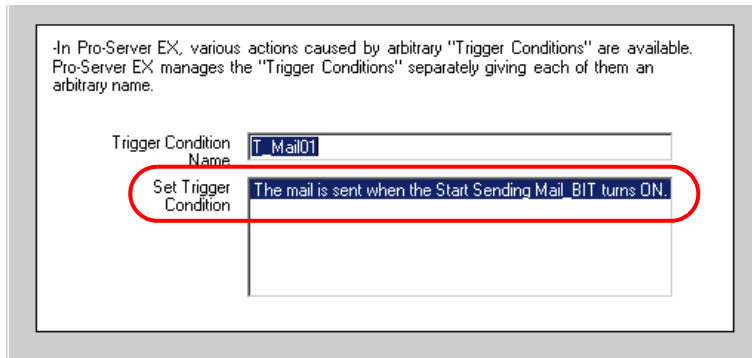 -In Pro-Server EX, various actions caused by arbitrary "Trigger Conditions" are available.
Pro-Server EX manages the "Trigger Conditions" separately giving each of them an
arbitrary name.
Trigger Condition
Name
T_Mail01
Set Trigger
Condition
The mail is sent when the Start Sending Mail_BIT turns ON.